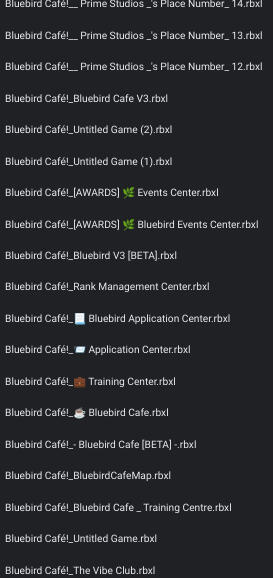 Bluebird Café!__ Prime Studios _'s Place Number_ 14.rbxl
Bluebird Café!__ Prime Studios _'s Place Number_ 13.rbxl
Bluebird Café!__ Prime Studios _'s Place Number_ 12.rbxl
Bluebird Café!_Bluebird Cafe V3.rbxl
Bluebird Café!_Untitled Game (2).rbxl
Bluebird Café!_Untitled Game (1).rbxl
Bluebird Café!_[AWARDS] 🌿 Events Center.rbxl
Bluebird Café!_[AWARDS] 🌿 Bluebird Events Center.rbxl
Bluebird Café!_Bluebird V3 [BETA].rbxl
Bluebird Café!_Rank Management Center.rbxl
Bluebird Café!_📃 Bluebird Application Center.rbxl
Bluebird Café!_📨 Application Center.rbxl
Bluebird Café!_💼 Training Center.rbxl
Bluebird Café!_☕ Bluebird Cafe.rbxl
Bluebird Café!_- Bluebird Cafe [BETA] -.rbxl
Bluebird Café!_BluebirdCafeMap.rbxl
Bluebird Café!_Bluebird Cafe _ Training Centre.rbxl
Bluebird Café!_Untitled Game.rbxl
Bluebird Café!_The Vibe Club.rbxl